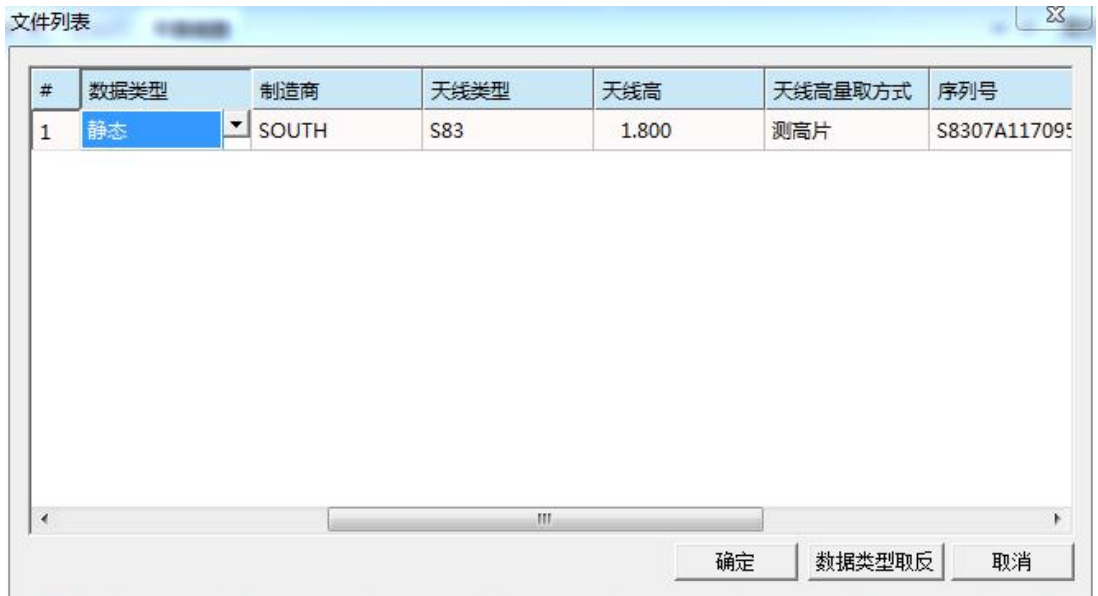 文件列表
# 数据类型 制造商 天线类型 天线高 天线高量取方式 序列号
1 静态 SOUTH S83 1.800 测高片 S8307A117095
确定 数据类型取反 取消